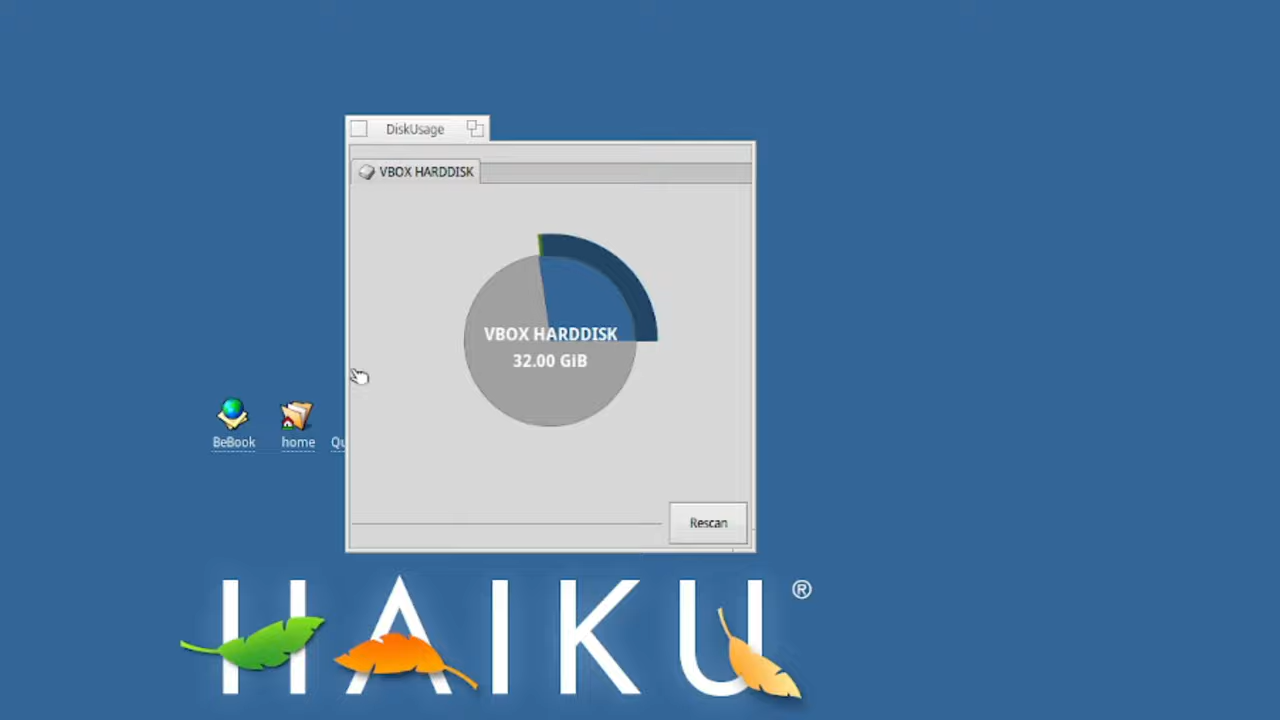 DiskUsage
VBOX HARDDISK
VBOX HARDDISK
32.00 GiB
BeBook
home
Rescan
HAIKU®